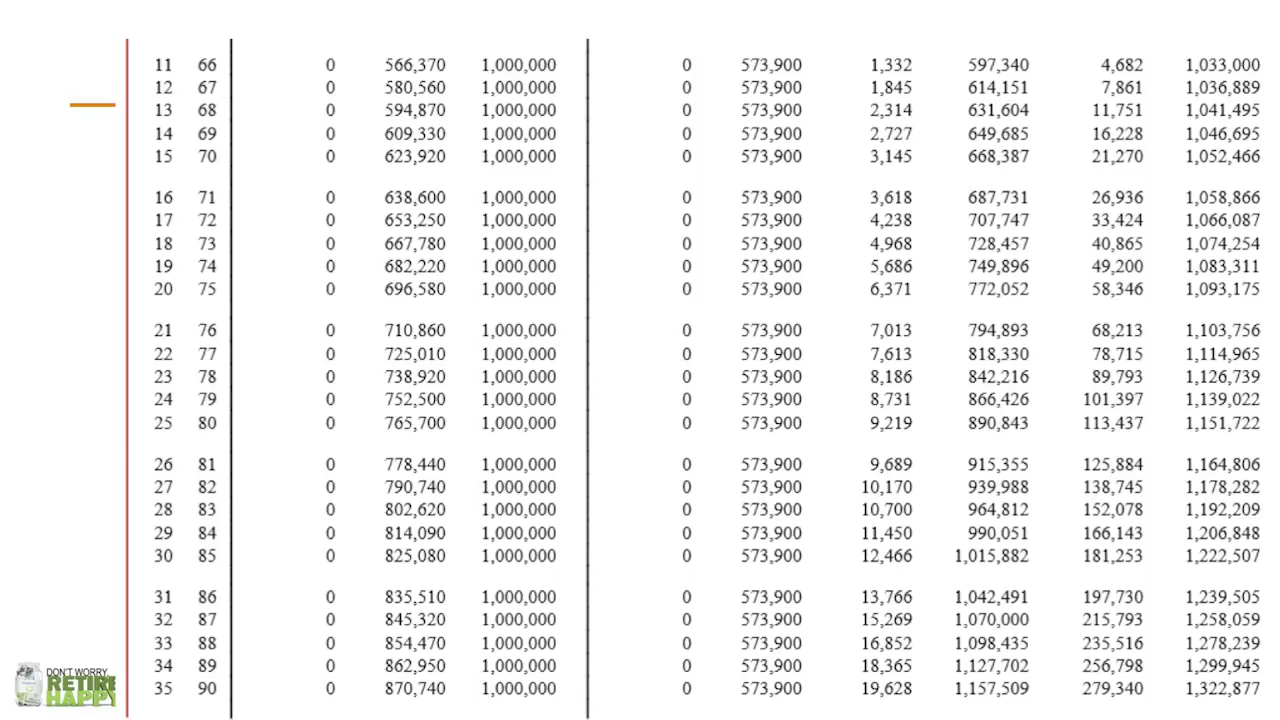 11 66 0 566,370 1,000,000 0 573,900 1,332 597,340 4,682 1,033,000
12 67 0 580,560 1,000,000 0 573,900 1,845 614,151 7,861 1,036,889
13 68 0 594,870 1,000,000 0 573,900 2,314 631,604 11,751 1,041,495
14 69 0 609,330 1,000,000 0 573,900 2,727 649,685 16,228 1,046,695
15 70 0 623,920 1,000,000 0 573,900 3,145 668,387 21,270 1,052,466
16 71 0 638,600 1,000,000 0 573,900 3,618 687,731 26,936 1,058,866
17 72 0 653,250 1,000,000 0 573,900 4,238 707,747 33,424 1,066,087
18 73 0 667,780 1,000,000 0 573,900 4,968 728,457 40,865 1,074,254
19 74 0 682,220 1,000,000 0 573,900 5,686 749,896 49,200 1,083,311
20 75 0 696,580 1,000,000 0 573,900 6,371 772,052 58,346 1,093,175
21 76 0 710,860 1,000,000 0 573,900 7,013 794,893 68,213 1,103,756
22 77 0 725,010 1,000,000 0 573,900 7,613 818,330 78,715 1,114,965
23 78 0 738,920 1,000,000 0 573,900 8,186 842,216 89,793 1,126,739
24 79 0 752,500 1,000,000 0 573,900 8,731 866,426 101,397 1,139,022
25 80 0 765,700 1,000,000 0 573,900 9,219 890,843 113,437 1,151,722
26 81 0 778,440 1,000,000 0 573,900 9,689 915,355 125,884 1,164,806
27 82 0 790,740 1,000,000 0 573,900 10,170 939,988 138,745 1,178,282
28 83 0 802,620 1,000,000 0 573,900 10,700 964,812 152,078 1,192,209
29 84 0 814,090 1,000,000 0 573,900 11,450 990,051 166,143 1,206,848
30 85 0 825,080 1,000,000 0 573,900 12,466 1,015,882 181,253 1,222,507
31 86 0 835,510 1,000,000 0 573,900 13,766 1,042,491 197,730 1,239,505
32 87 0 845,320 1,000,000 0 573,900 15,269 1,070,000 215,793 1,258,059
33 88 0 854,470 1,000,000 0 573,900 16,852 1,098,435 235,516 1,278,239
34 89 0 862,950 1,000,000 0 573,900 18,365 1,127,702 256,798 1,299,945
35 90 0 870,740 1,000,000 0 573,900 19,628 1,157,509 279,340 1,322,877
DON'T WORRY
RETIRE
HAPPY